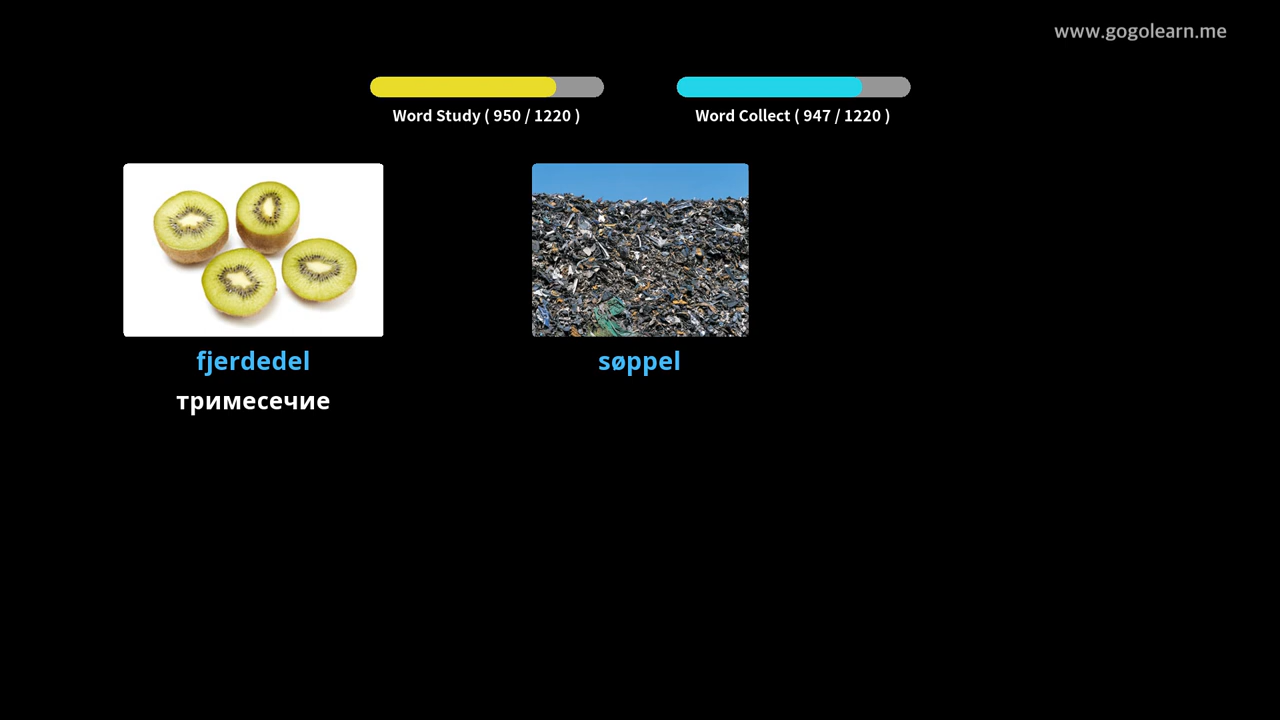 www.gogolearn.me
Word Study ( 950 / 1220 )
Word Collect ( 947 / 1220 )
fjerdedel
søppel
тримесечие